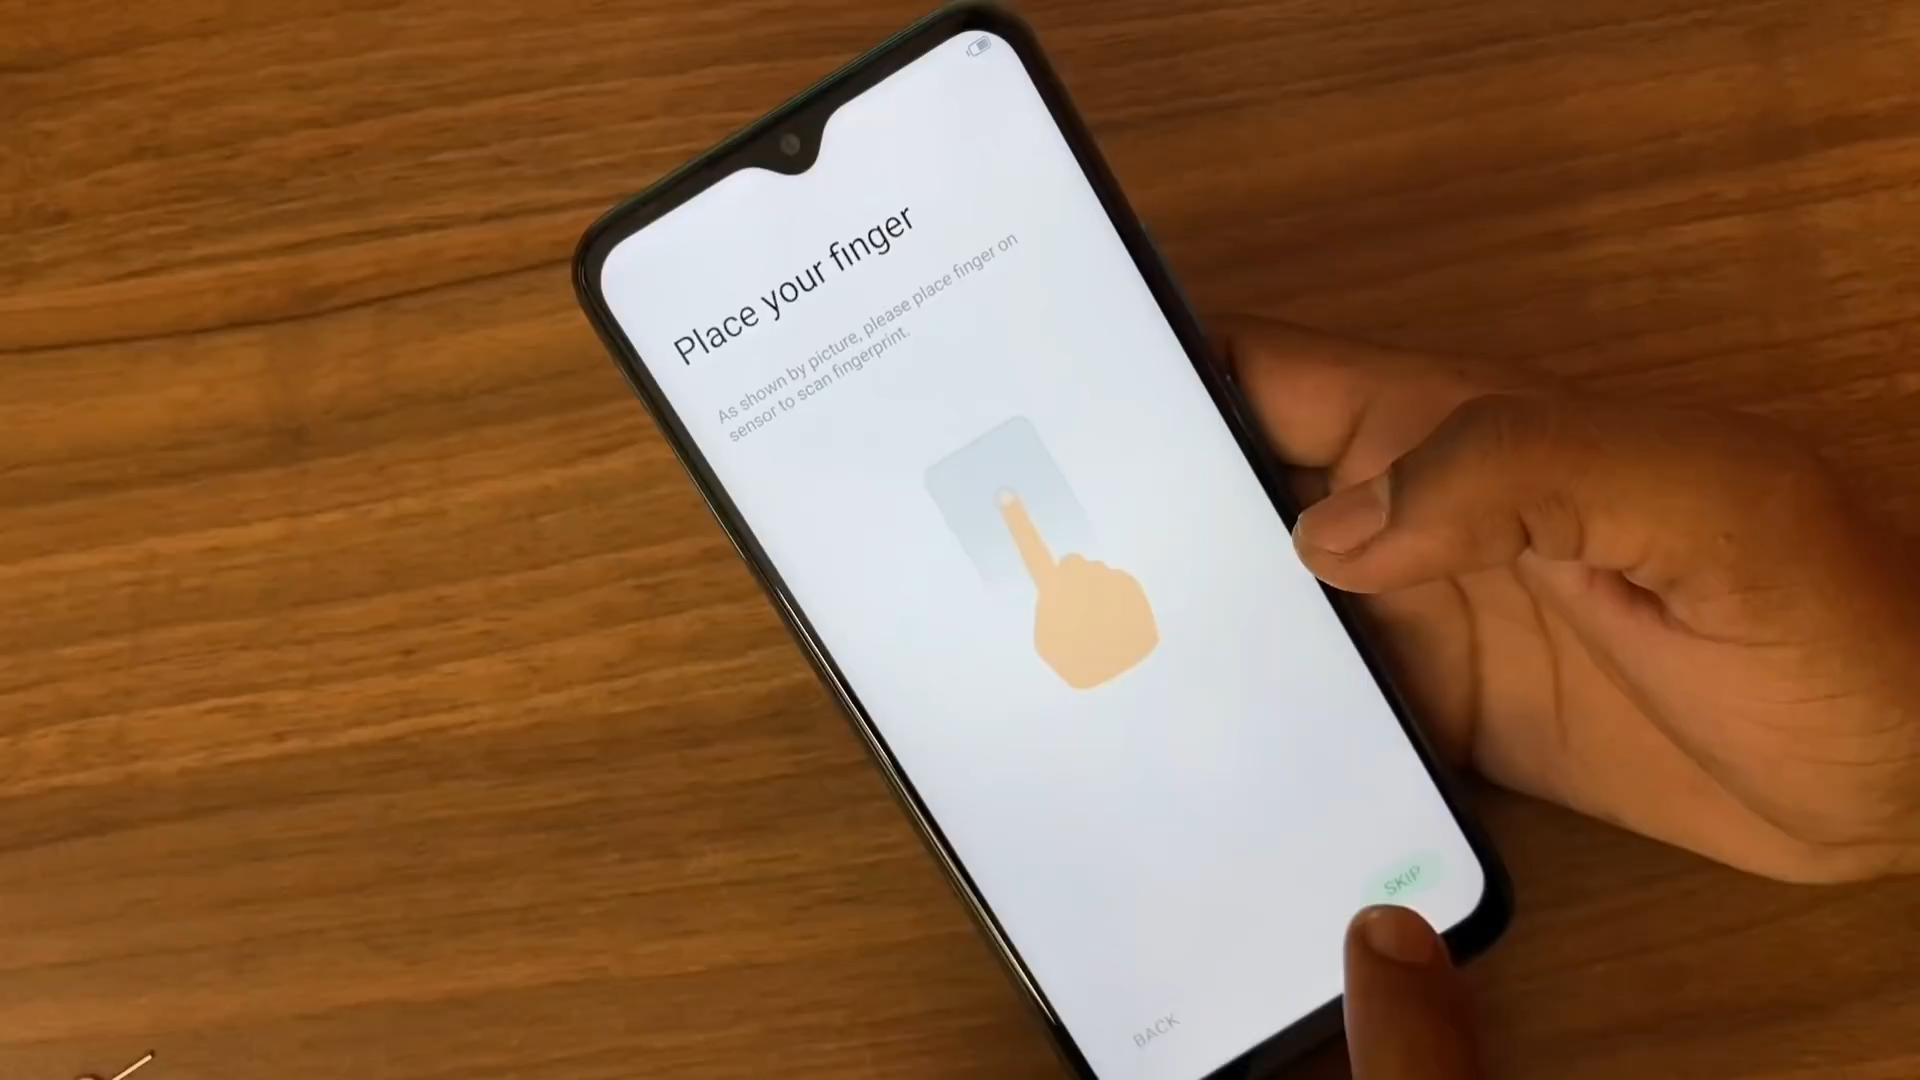 Place your finger
As shown by picture, please place finger on
sensor to scan fingerprint.
SKIP
BACK